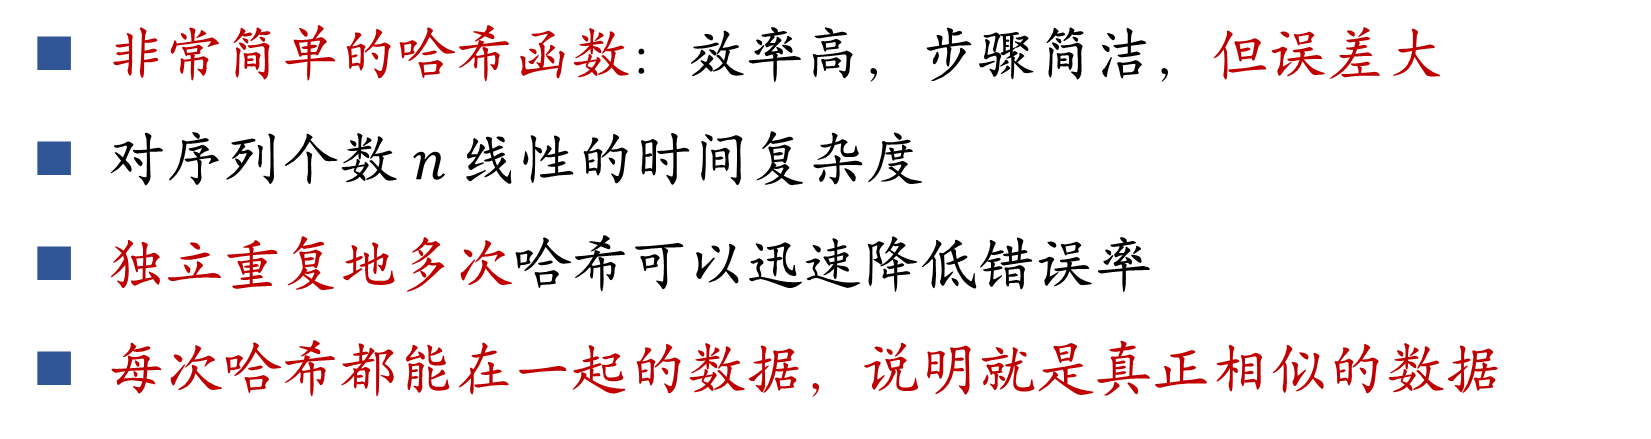 非常简单的哈希函数：效率高，步骤简洁，但误差大
对序列个数 n 线性的时间复杂度
独立重复地多次哈希可以迅速降低错误率
每次哈希都能在一起的数据，说明就是真正相似的数据